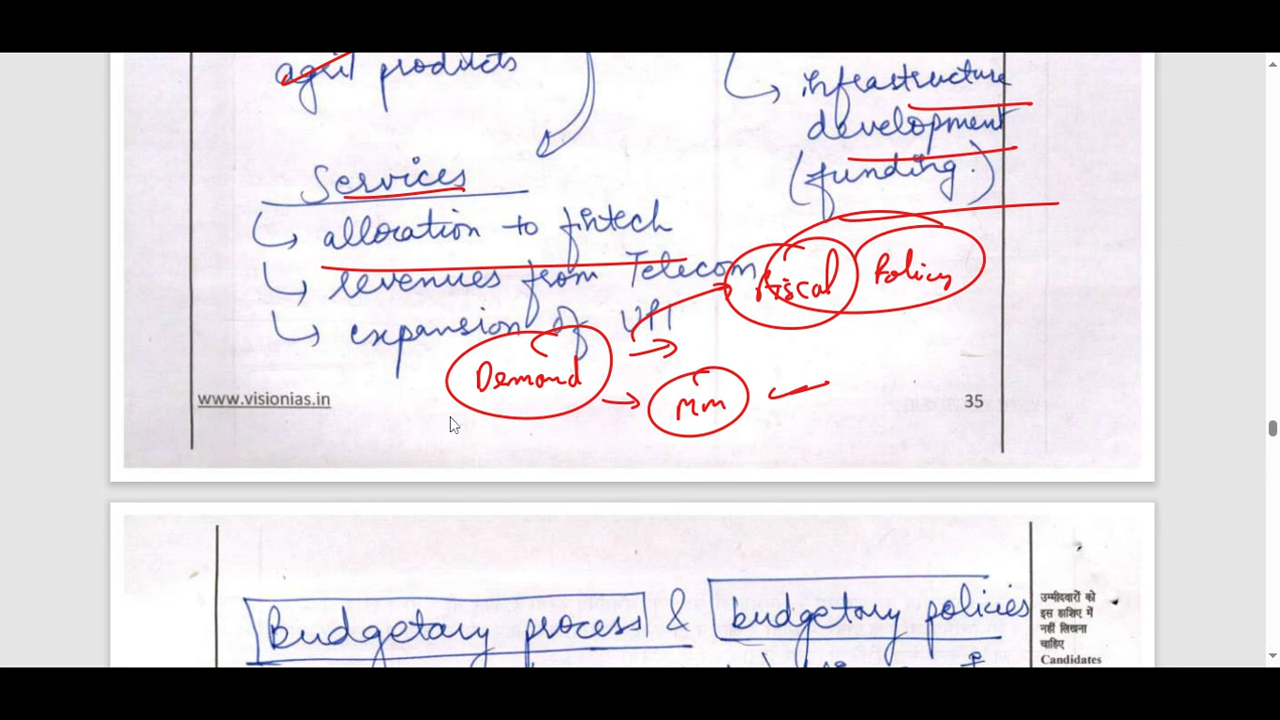 agril products
infrastructure
development
(funding.)
Services
↳ allocation to fintech
↳ revenues from Telecom
↳ expansion of UPI
Fiscal Policy
Demand → Mm
www.visionias.in
35
Budgetary process & budgetary policies
उम्मीदवारों को
इस हाशिए में
नहीं लिखना
चाहिए
Candidates